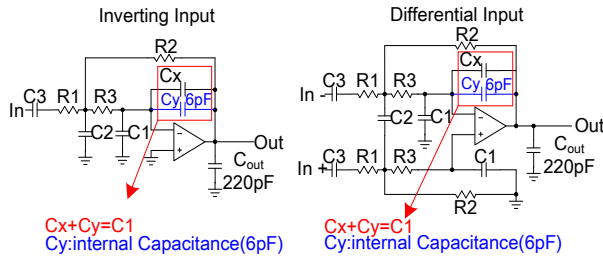 Inverting Input
R2
Cx
Cy 6pF
C3
In
R1
R3
C2
C1
Out
Cout
220pF
Cx+Cy=C1
Cy:internal Capacitance(6pF)
Differential Input
R2
Cx
Cy 6pF
C3
In -
R1
R3
C2
C1
Out
Cout
220pF
C3
In +
R1
R3
C1
R2
Cx+Cy=C1
Cy:internal Capacitance(6pF)